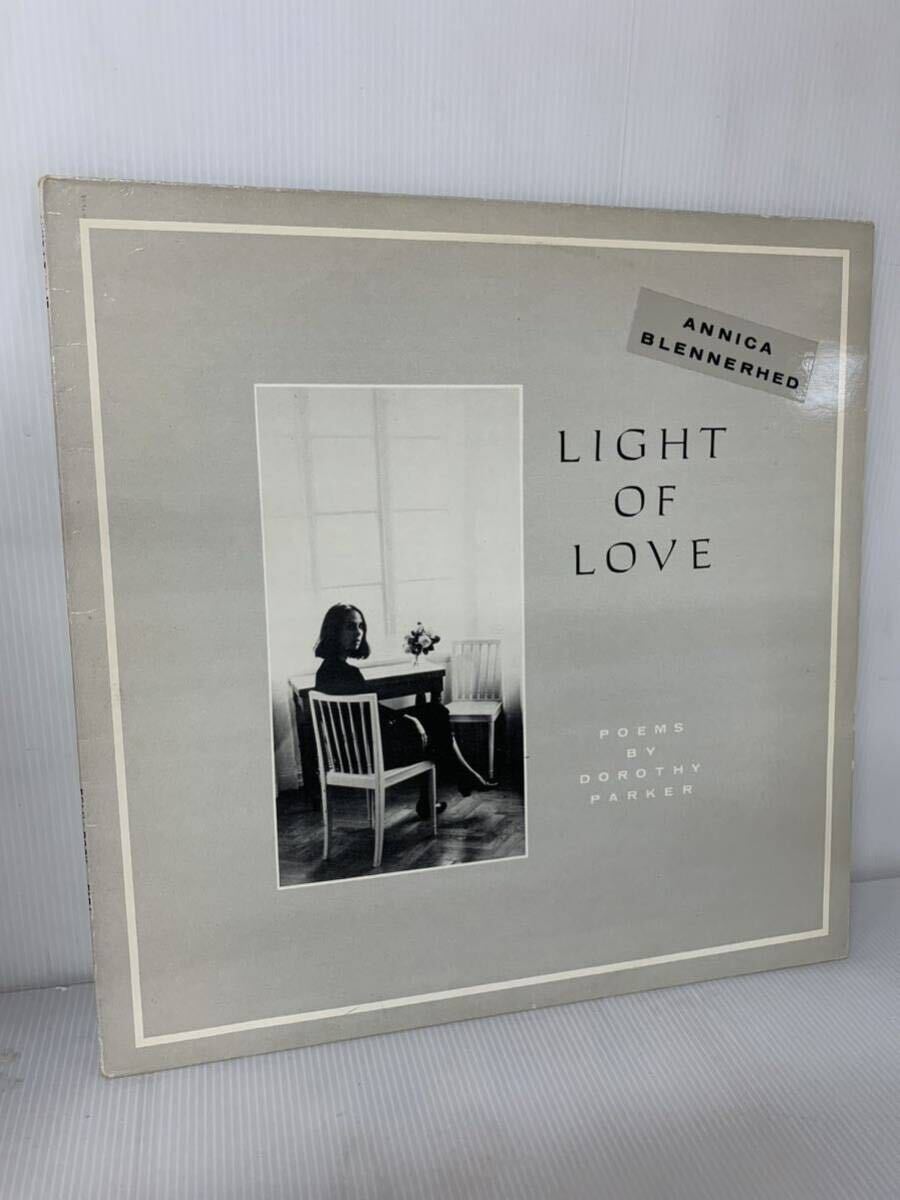 ANNICA
BLENNERHED
LIGHT
OF
LOVE
POEMS
BY
DOROTHY
PARKER